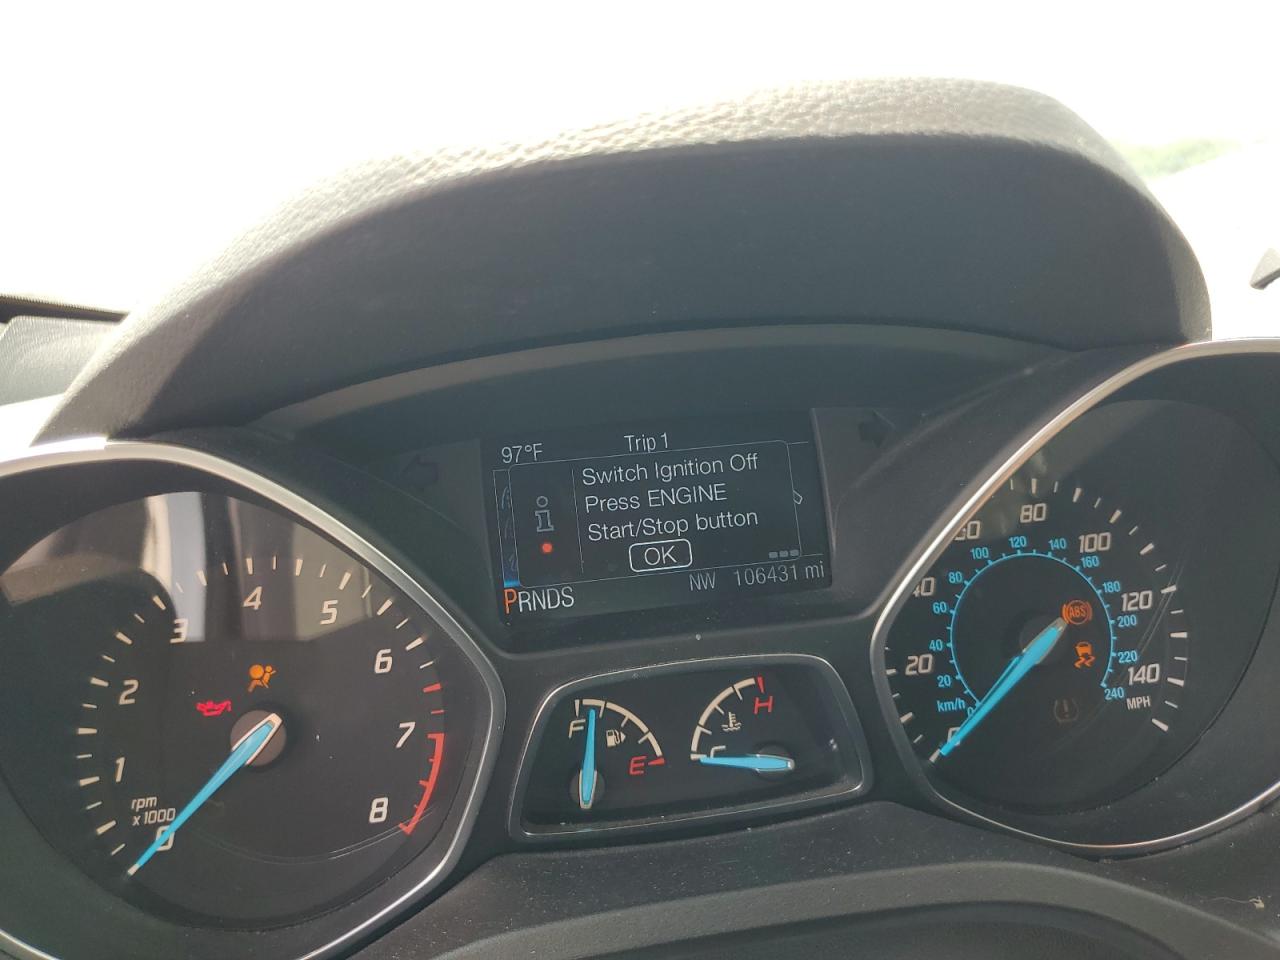 97°F Trip 1
Switch Ignition Off
Press ENGINE
Start/Stop button
OK
NW 106431 mi
PRNDS
0 1 2 3 4 5 6 7 8
rpm
x1000
F E
C H
0 20 40 60 80 100 120 140
MPH
0 20 40 60 80 100 120 140 160 180 200 220 240
km/h
ABS